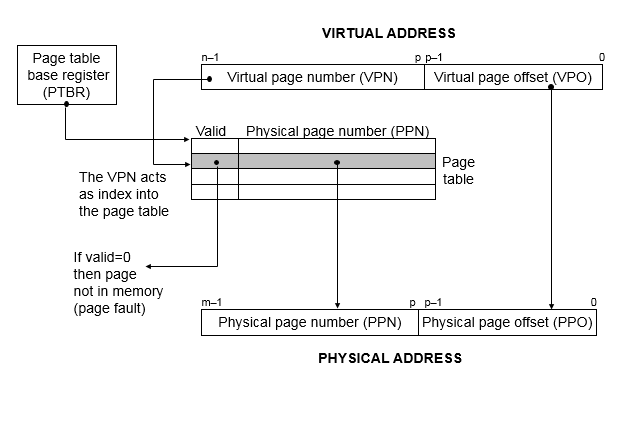 VIRTUAL ADDRESS
n–1 p p–1 0
Page table
base register
(PTBR)
Virtual page number (VPN) Virtual page offset (VPO)
Valid Physical page number (PPN)
Page
table
The VPN acts
as index into
the page table
If valid=0
then page
not in memory
(page fault)
m–1 p p–1 0
Physical page number (PPN) Physical page offset (PPO)
PHYSICAL ADDRESS